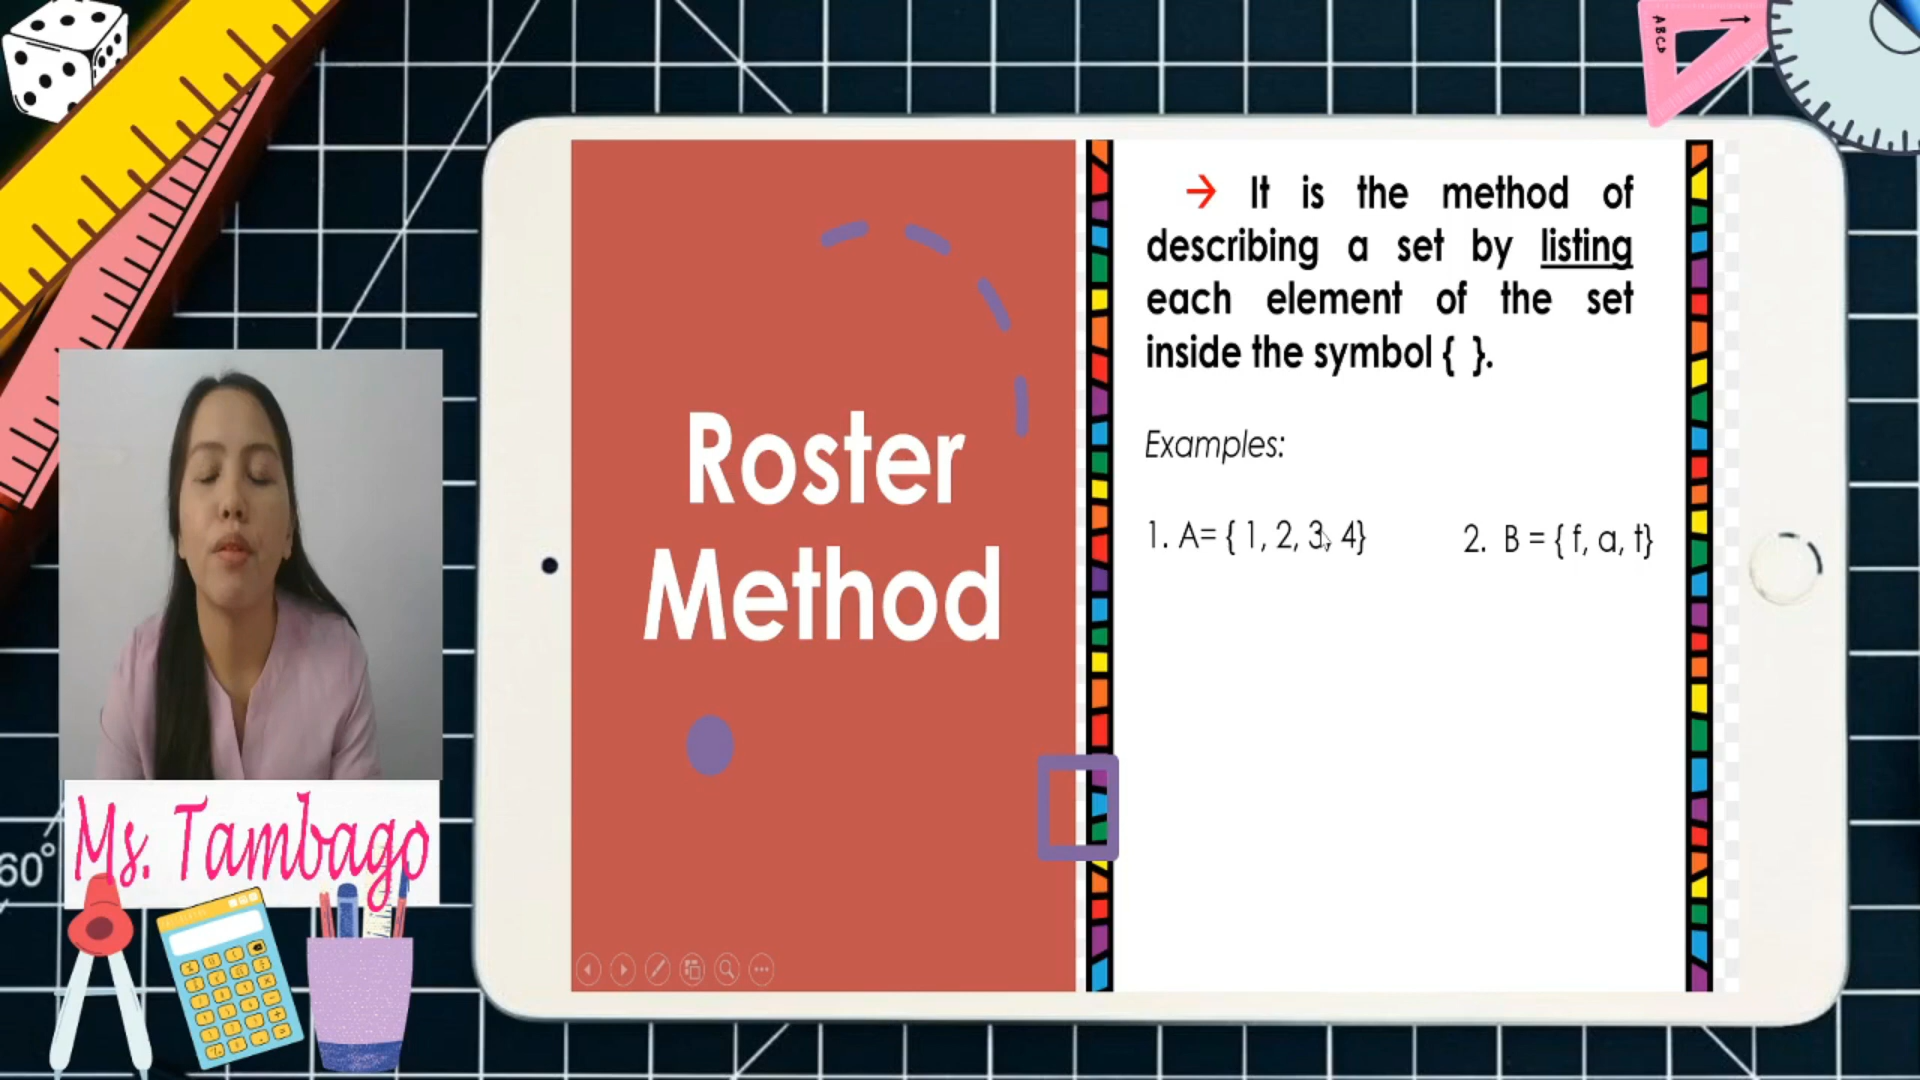 ABCD
→ It is the method of
describing a set by listing
each element of the set
inside the symbol { }.
Examples:
1. A= { 1, 2, 3, 4}
2. B = { f, a, t}
Roster
Method
Ms. Tambago
60°